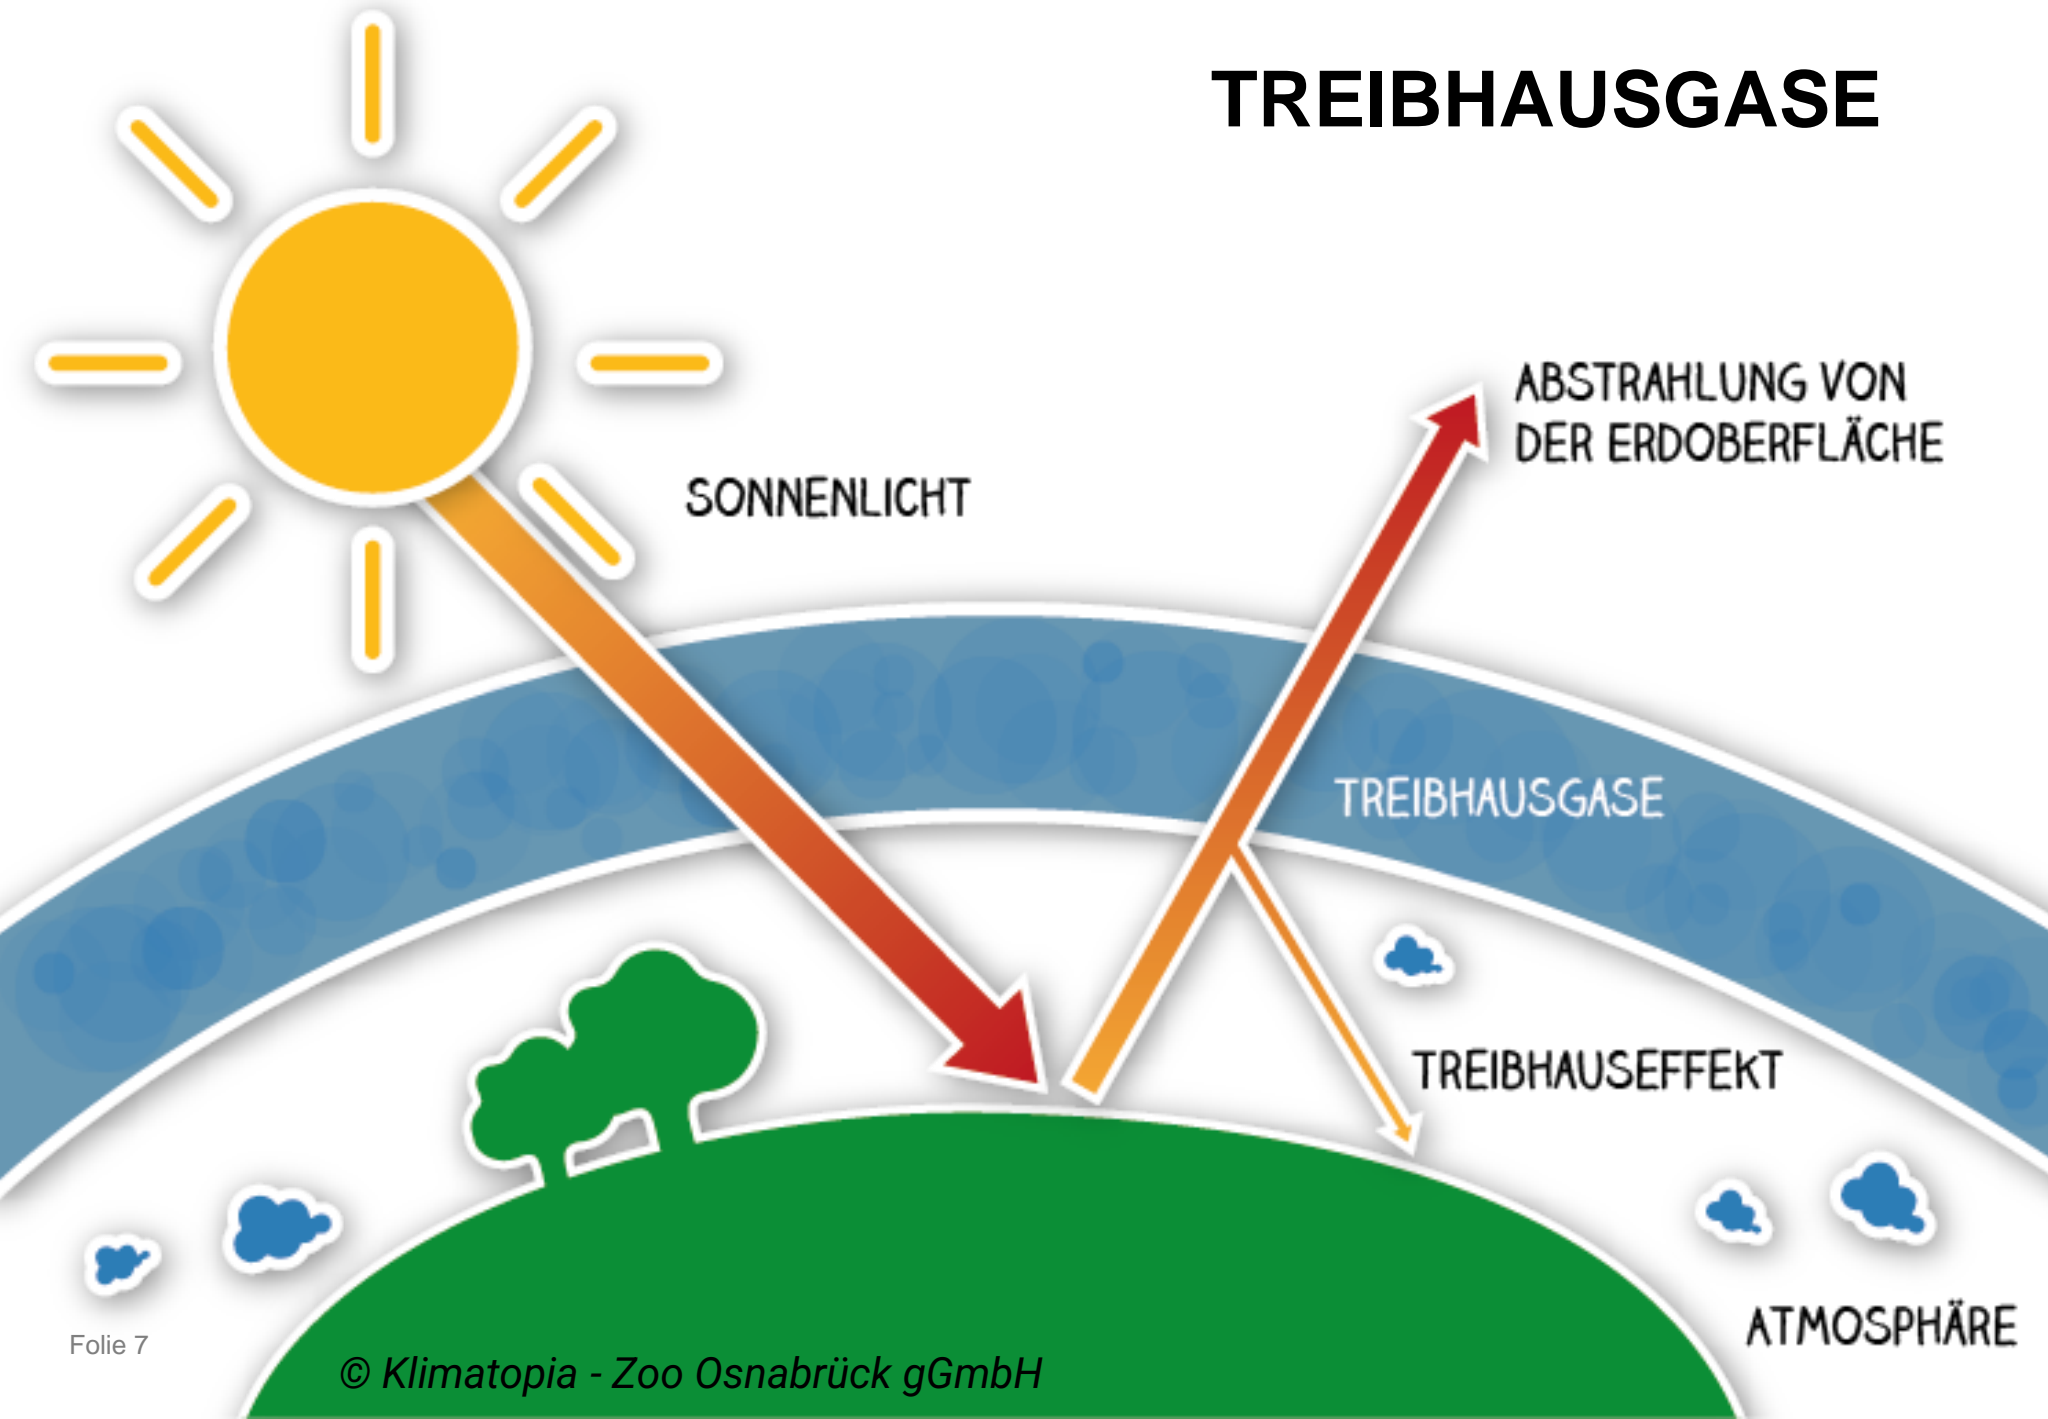 TREIBHAUSGASE
ABSTRAHLUNG VON
DER ERDOBERFLÄCHE
SONNENLICHT
TREIBHAUSGASE
TREIBHAUSEFFEKT
ATMOSPHÄRE
Folie 7
© Klimatopia - Zoo Osnabrück gGmbH